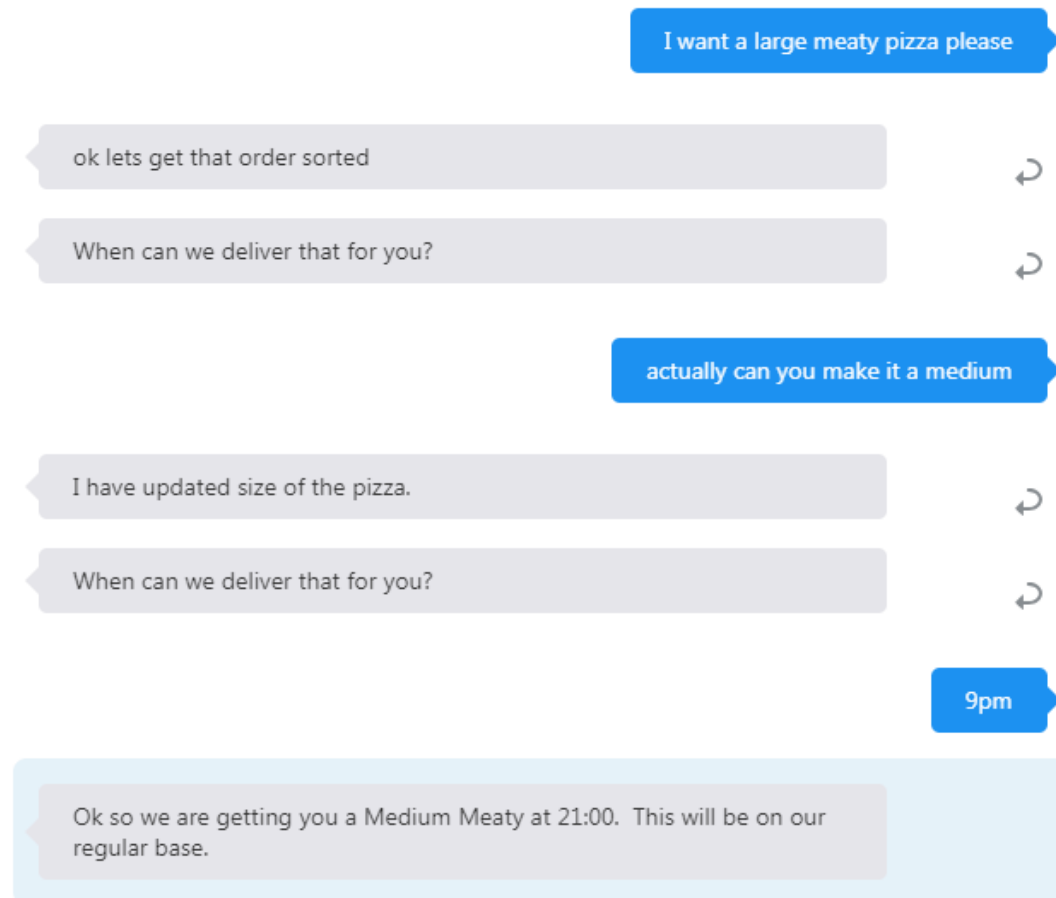 I want a large meaty pizza please
ok lets get that order sorted
When can we deliver that for you?
actually can you make it a medium
I have updated size of the pizza.
When can we deliver that for you?
9pm
Ok so we are getting you a Medium Meaty at 21:00.  This will be on our
regular base.